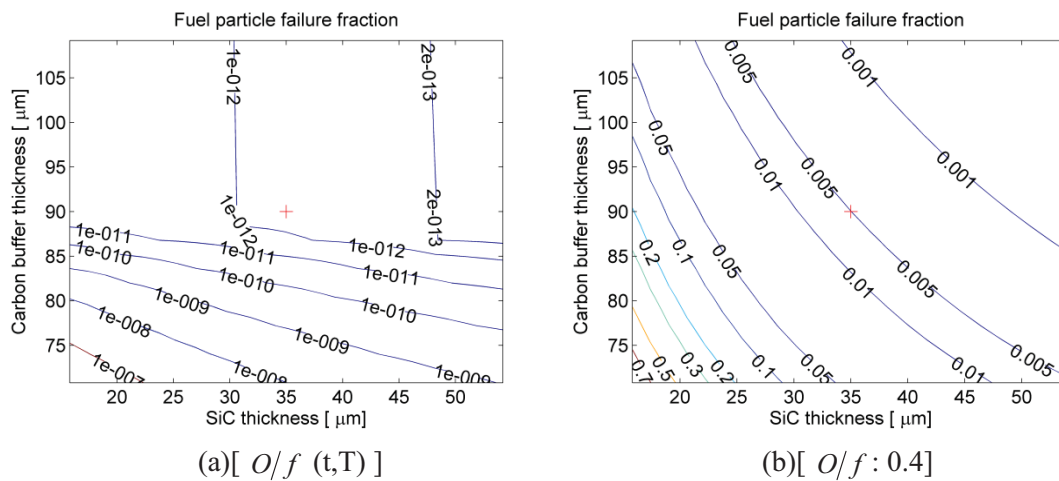 Fuel particle failure fraction
Carbon buffer thickness [ μm]
105
100
95
90
85
80
75
20
25
30
35
40
45
50
SiC thickness [ μm]
1e-012
2e-013
1e-012
2e-013
1e-011
1e-012
1e-010
1e-011
1e-011
1e-010
1e-009
1e-010
1e-008
1e-009
1e-007
1e-008
1e-009
(a)[ O/f (t,T) ]
Fuel particle failure fraction
Carbon buffer thickness [ μm]
105
100
95
90
85
80
75
20
25
30
35
40
45
50
SiC thickness [ μm]
0.005
0.001
0.05
0.01
0.005
0.001
0.2
0.1
0.05
0.01
0.005
0.7
0.5
0.3
0.2
0.1
0.05
0.01
0.005
(b)[ O/f : 0.4]